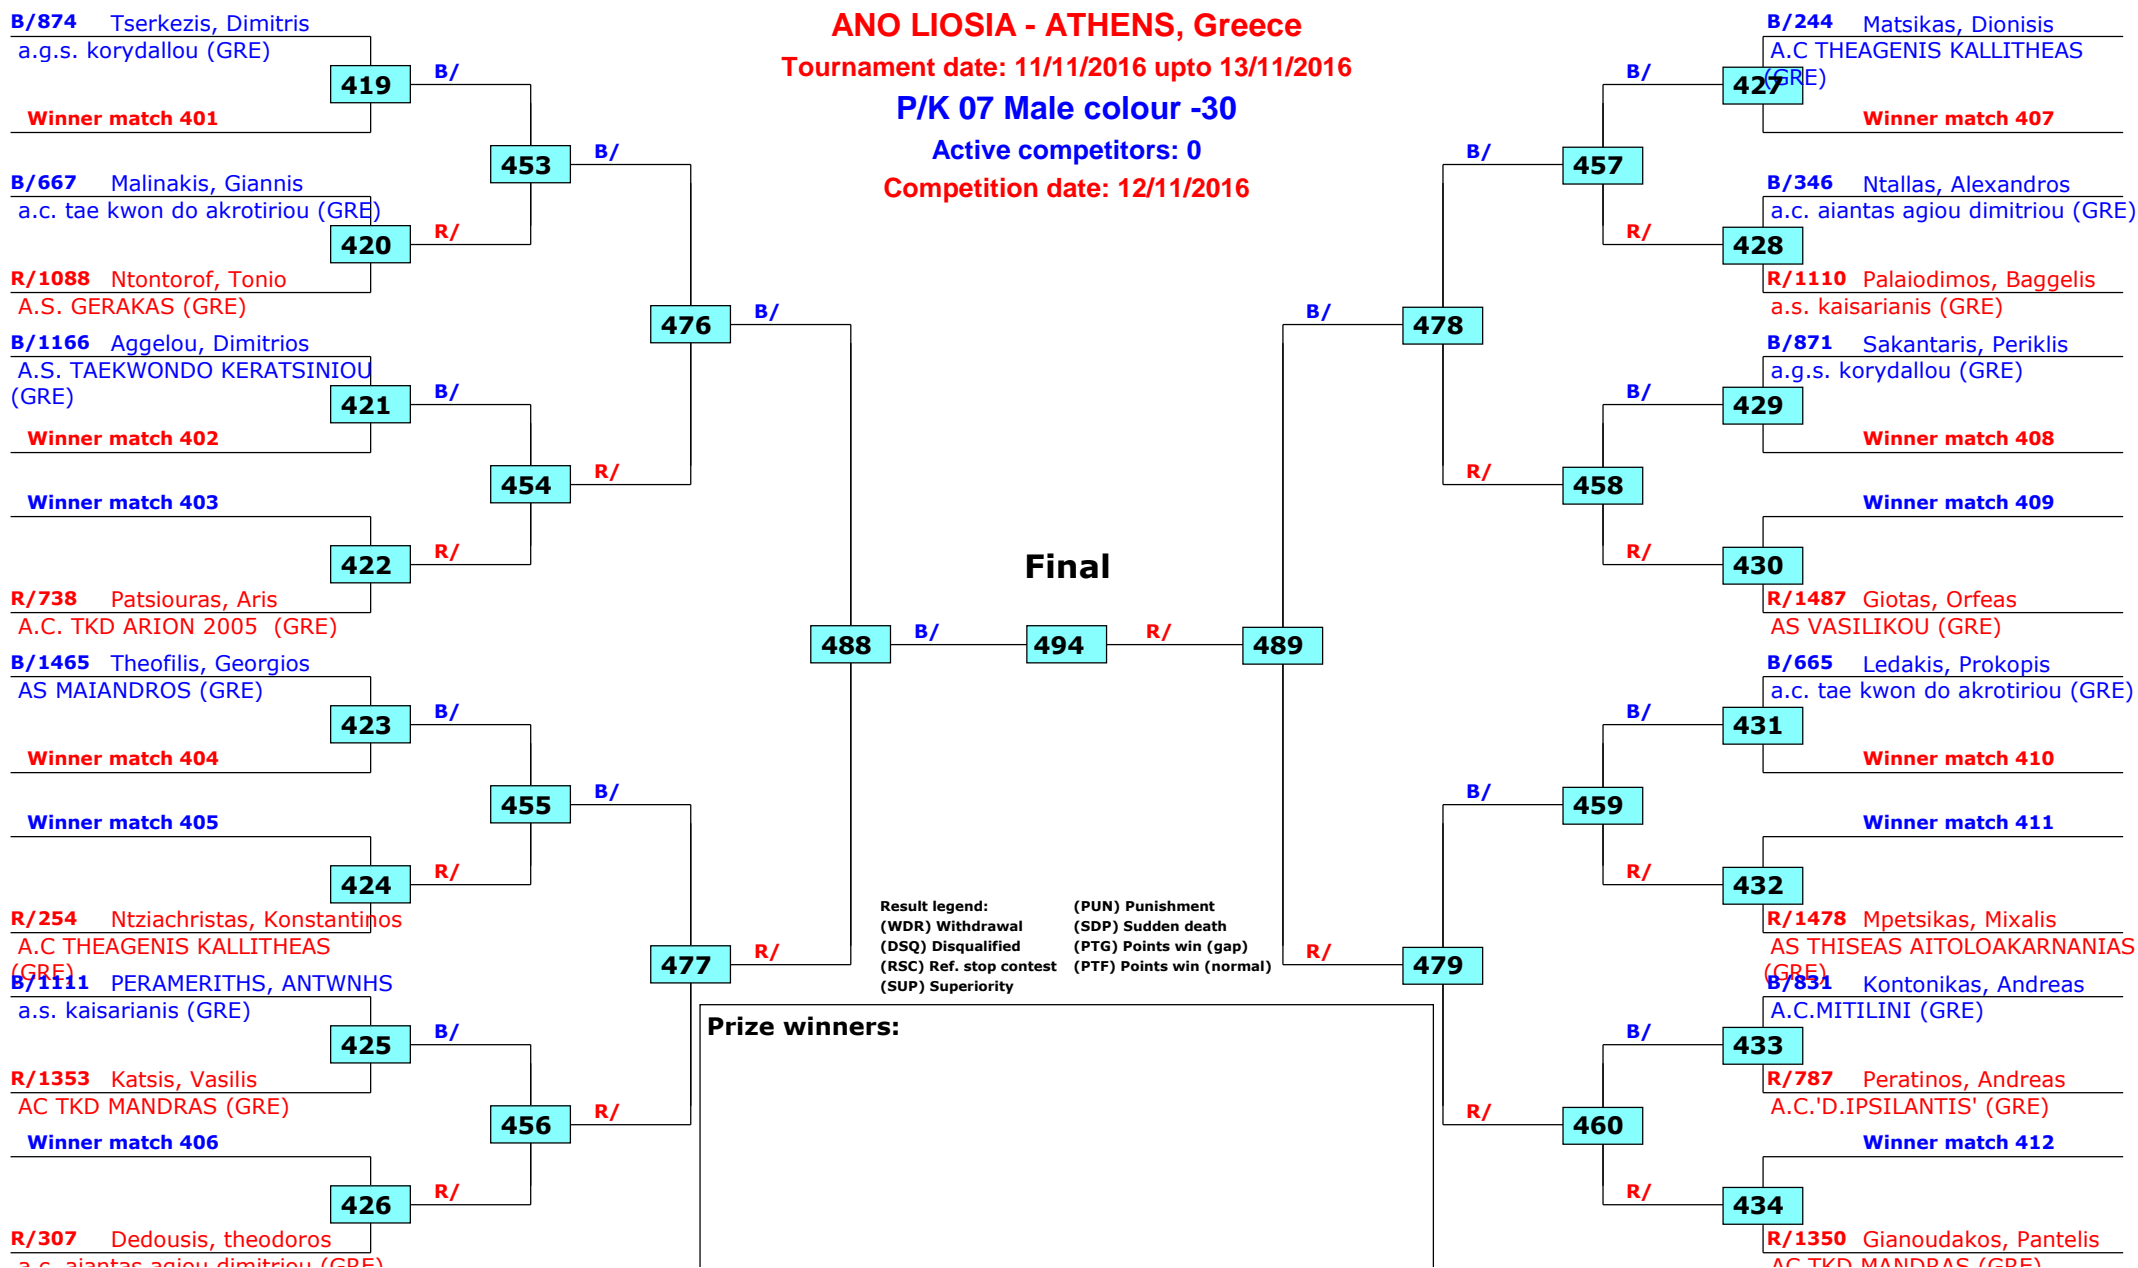 ANO LIOSIA - ATHENS, Greece
Tournament date: 11/11/2016 upto 13/11/2016
P/K 07 Male colour -30
Active competitors: 0
Competition date: 12/11/2016
B/874 Tserkezis, Dimitris
a.g.s. korydallou (GRE)
419
B/
Winner match 401
453
B/
B/667 Malinakis, Giannis
a.c. tae kwon do akrotiriou (GRE)
420
R/
R/1088 Ntontorof, Tonio
A.S. GERAKAS (GRE)
476
B/
B/1166 Aggelou, Dimitrios
A.S. TAEKWONDO KERATSINIOU
(GRE)
421
B/
Winner match 402
454
R/
Winner match 403
422
R/
R/738 Patsiouras, Aris
A.C. TKD ARION 2005 (GRE)
488
B/
B/1465 Theofilis, Georgios
AS MAIANDROS (GRE)
423
B/
Winner match 404
455
B/
Winner match 405
424
R/
R/254 Ntziachristas, Konstantinos
A.C THEAGENIS KALLITHEAS
(GRE)
477
R/
B/1111 PERAMERITHS, ANTWNHS
a.s. kaisarianis (GRE)
425
B/
R/1353 Katsis, Vasilis
AC TKD MANDRAS (GRE)
456
R/
Winner match 406
426
R/
R/307 Dedousis, theodoros
a.c. aiantas agiou dimitriou (GRE)
Final
494
R/
489
B/244 Matsikas, Dionisis
A.C THEAGENIS KALLITHEAS
(GRE)
B/
427
Winner match 407
B/
457
B/346 Ntallas, Alexandros
a.c. aiantas agiou dimitriou (GRE)
R/
428
R/1110 Palaiodimos, Baggelis
a.s. kaisarianis (GRE)
B/
478
B/871 Sakantaris, Periklis
a.g.s. korydallou (GRE)
B/
429
Winner match 408
R/
458
Winner match 409
R/
430
R/1487 Giotas, Orfeas
AS VASILIKOU (GRE)
B/665 Ledakis, Prokopis
a.c. tae kwon do akrotiriou (GRE)
B/
431
Winner match 410
B/
459
Winner match 411
R/
432
R/1478 Mpetsikas, Mixalis
AS THISEAS AITOLOAKARNANIAS
(GRE)
R/
479
B/831 Kontonikas, Andreas
A.C.MITILINI (GRE)
B/
433
R/787 Peratinos, Andreas
A.C.'D.IPSILANTIS' (GRE)
R/
460
Winner match 412
R/
434
R/1350 Gianoudakos, Pantelis
AC TKD MANDRAS (GRE)
Result legend: (PUN) Punishment
(WDR) Withdrawal (SDP) Sudden death
(DSQ) Disqualified (PTG) Points win (gap)
(RSC) Ref. stop contest (PTF) Points win (normal)
(SUP) Superiority
Prize winners: